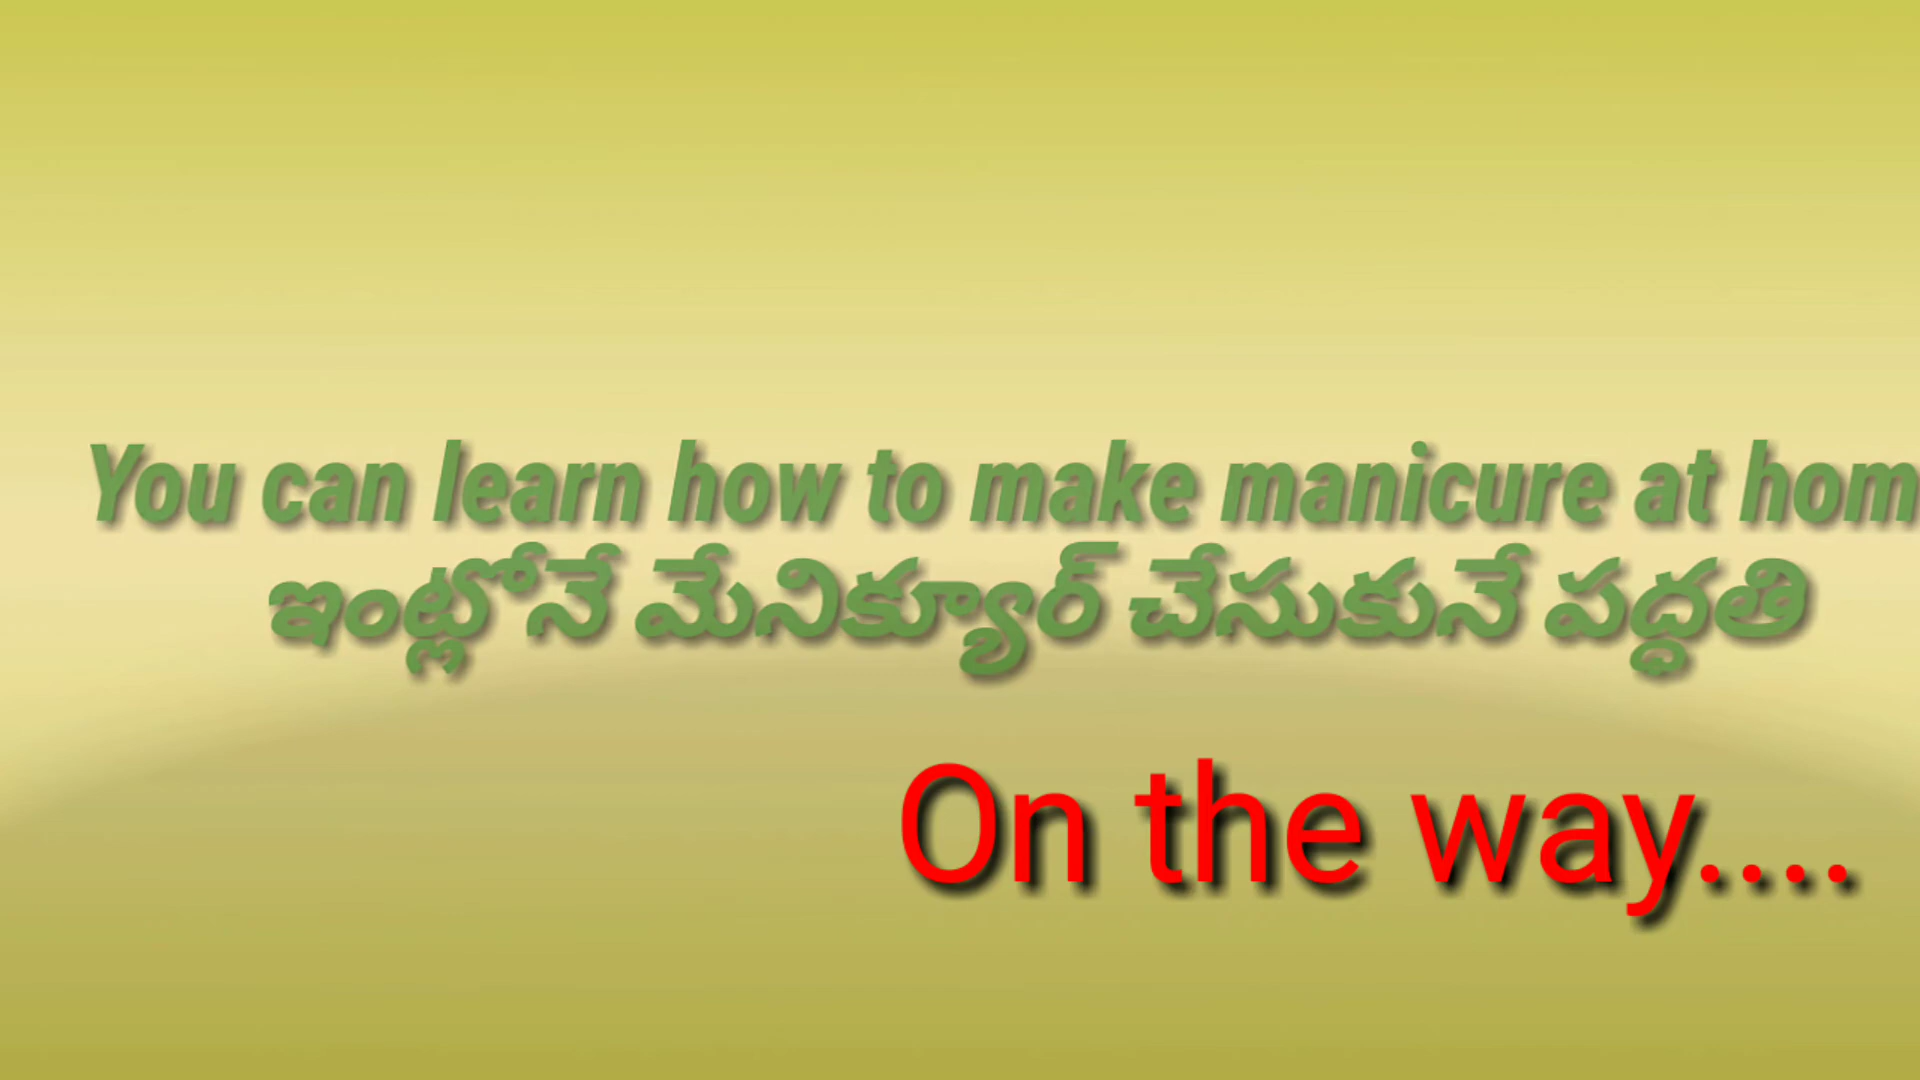 You can learn how to make manicure at hom
ఇంట్లోనే మేనిక్యూర్ చేసుకునే పద్ధతి
On the way....